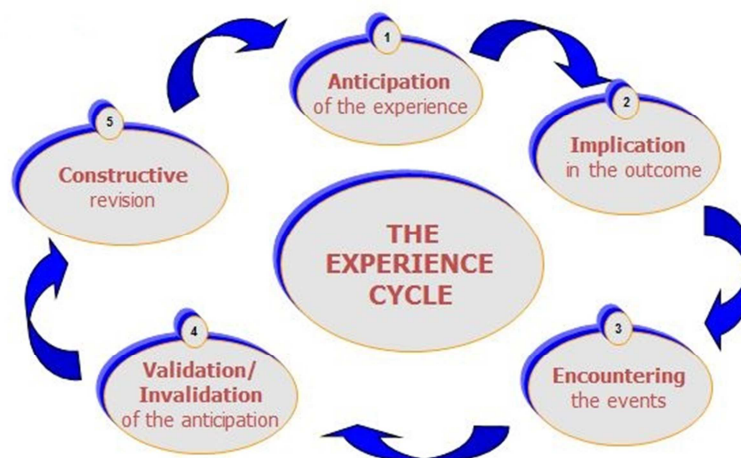 1
Anticipation
of the experience
2
Implication
in the outcome
3
Encountering
the events
4
Validation/
Invalidation
of the anticipation
5
Constructive
revision
THE
EXPERIENCE
CYCLE